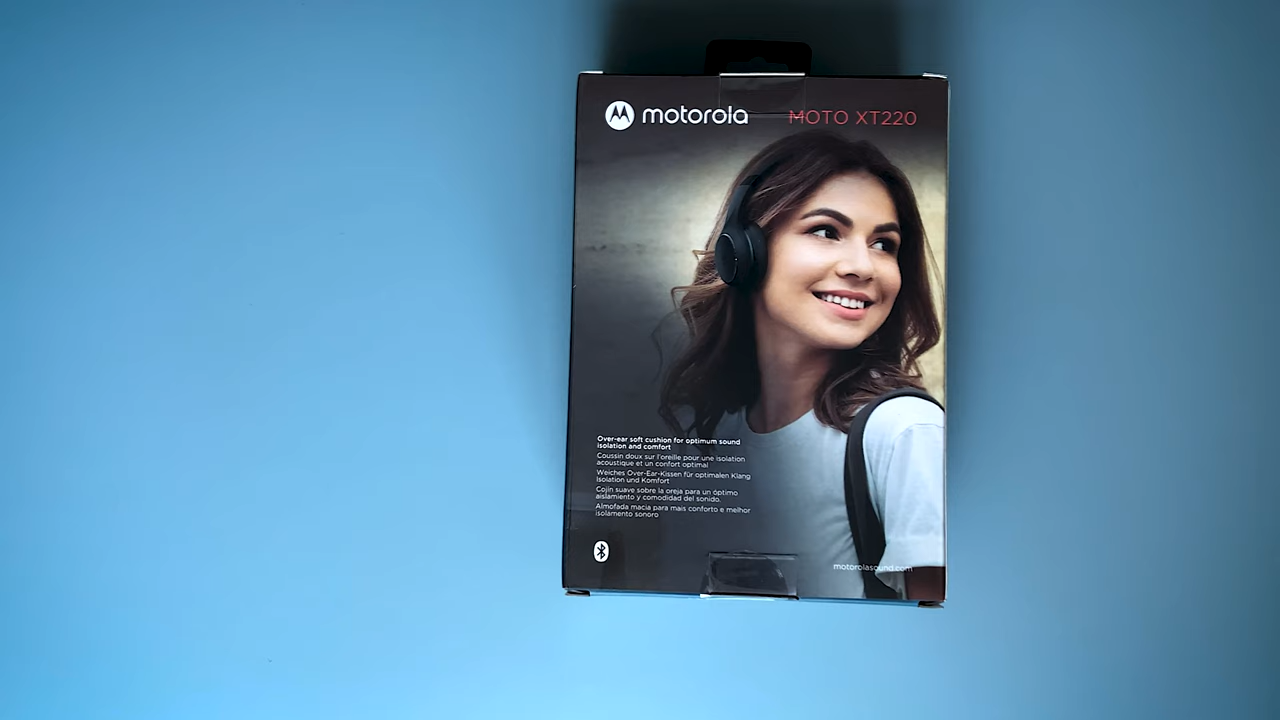 motorola MOTO XT220
Over-ear soft cushion for optimum sound
isolation and comfort
Coussin doux sur l'oreille pour une isolation
acoustique et un confort optimal
Weiches Over-Ear-Kissen für optimalen Klang
Isolation und Komfort
Cojín suave sobre la oreja para un óptimo
aislamiento y comodidad del sonido.
Almofada macia para mais conforto e melhor
isolamento sonoro
motorolasound.com